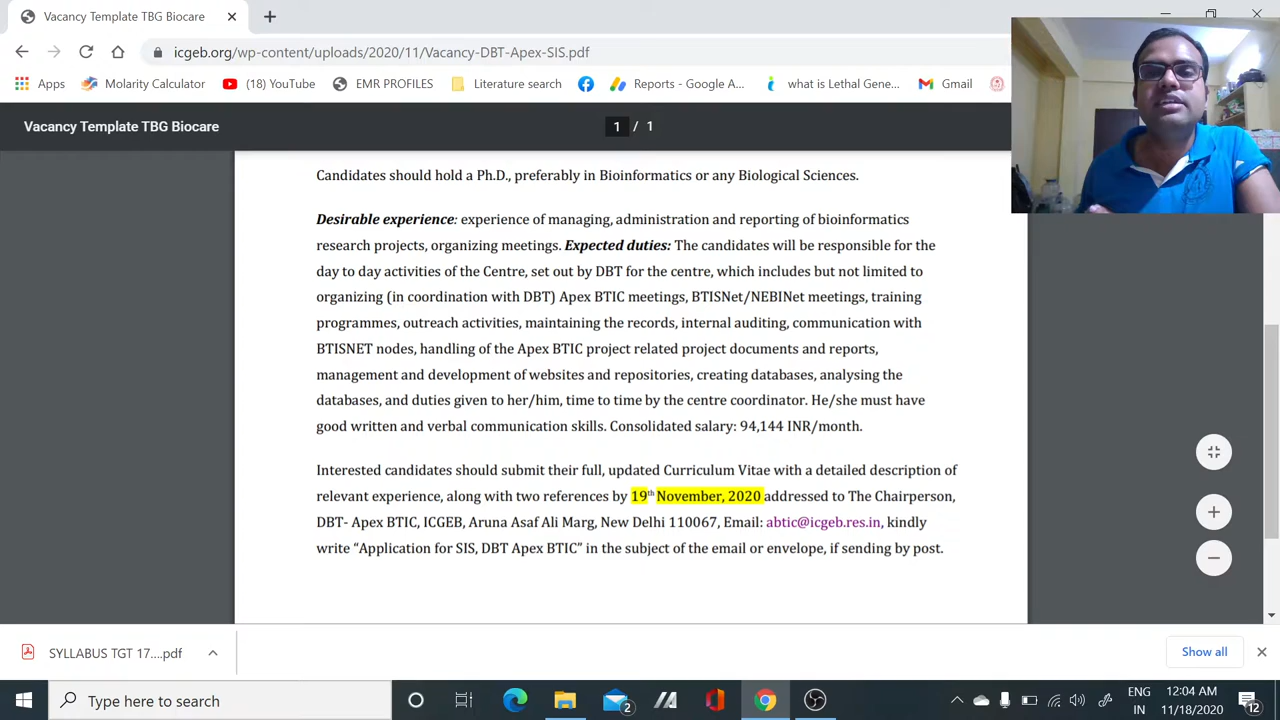 Vacancy Template TBG Biocare
icgeb.org/wp-content/uploads/2020/11/Vacancy-DBT-Apex-SIS.pdf
Apps Molarity Calculator (18) YouTube EMR PROFILES Literature search Reports - Google A... what is Lethal Gene... Gmail
Vacancy Template TBG Biocare 1 / 1
Candidates should hold a Ph.D., preferably in Bioinformatics or any Biological Sciences.
Desirable experience: experience of managing, administration and reporting of bioinformatics
research projects, organizing meetings. Expected duties: The candidates will be responsible for the
day to day activities of the Centre, set out by DBT for the centre, which includes but not limited to
organizing (in coordination with DBT) Apex BTIC meetings, BTISNet/NEBINet meetings, training
programmes, outreach activities, maintaining the records, internal auditing, communication with
BTISNET nodes, handling of the Apex BTIC project related project documents and reports,
management and development of websites and repositories, creating databases, analysing the
databases, and duties given to her/him, time to time by the centre coordinator. He/she must have
good written and verbal communication skills. Consolidated salary: 94,144 INR/month.
Interested candidates should submit their full, updated Curriculum Vitae with a detailed description of
relevant experience, along with two references by 19th November, 2020 addressed to The Chairperson,
DBT- Apex BTIC, ICGEB, Aruna Asaf Ali Marg, New Delhi 110067, Email: abtic@icgeb.res.in, kindly
write “Application for SIS, DBT Apex BTIC” in the subject of the email or envelope, if sending by post.
SYLLABUS TGT 17....pdf Show all
Type here to search 2 ENG 12:04 AM
IN 11/18/2020 12